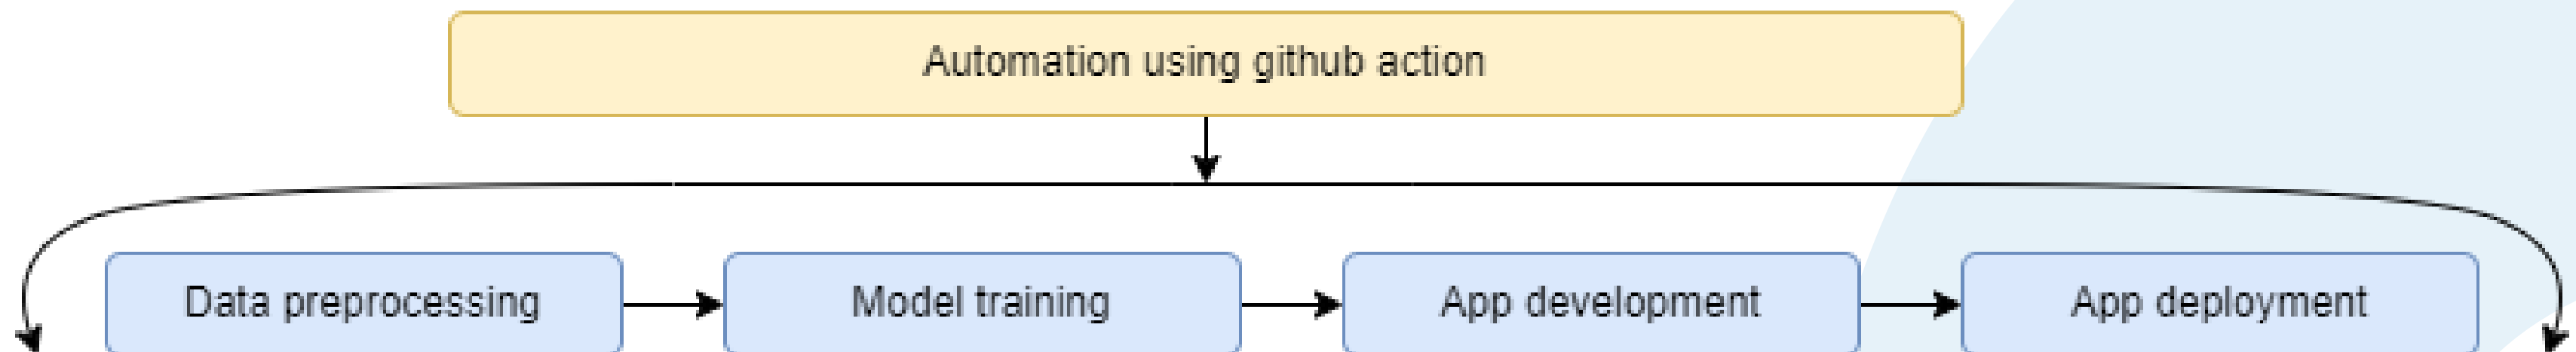 Automation using github action
Data preprocessing
Model training
App development
App deployment